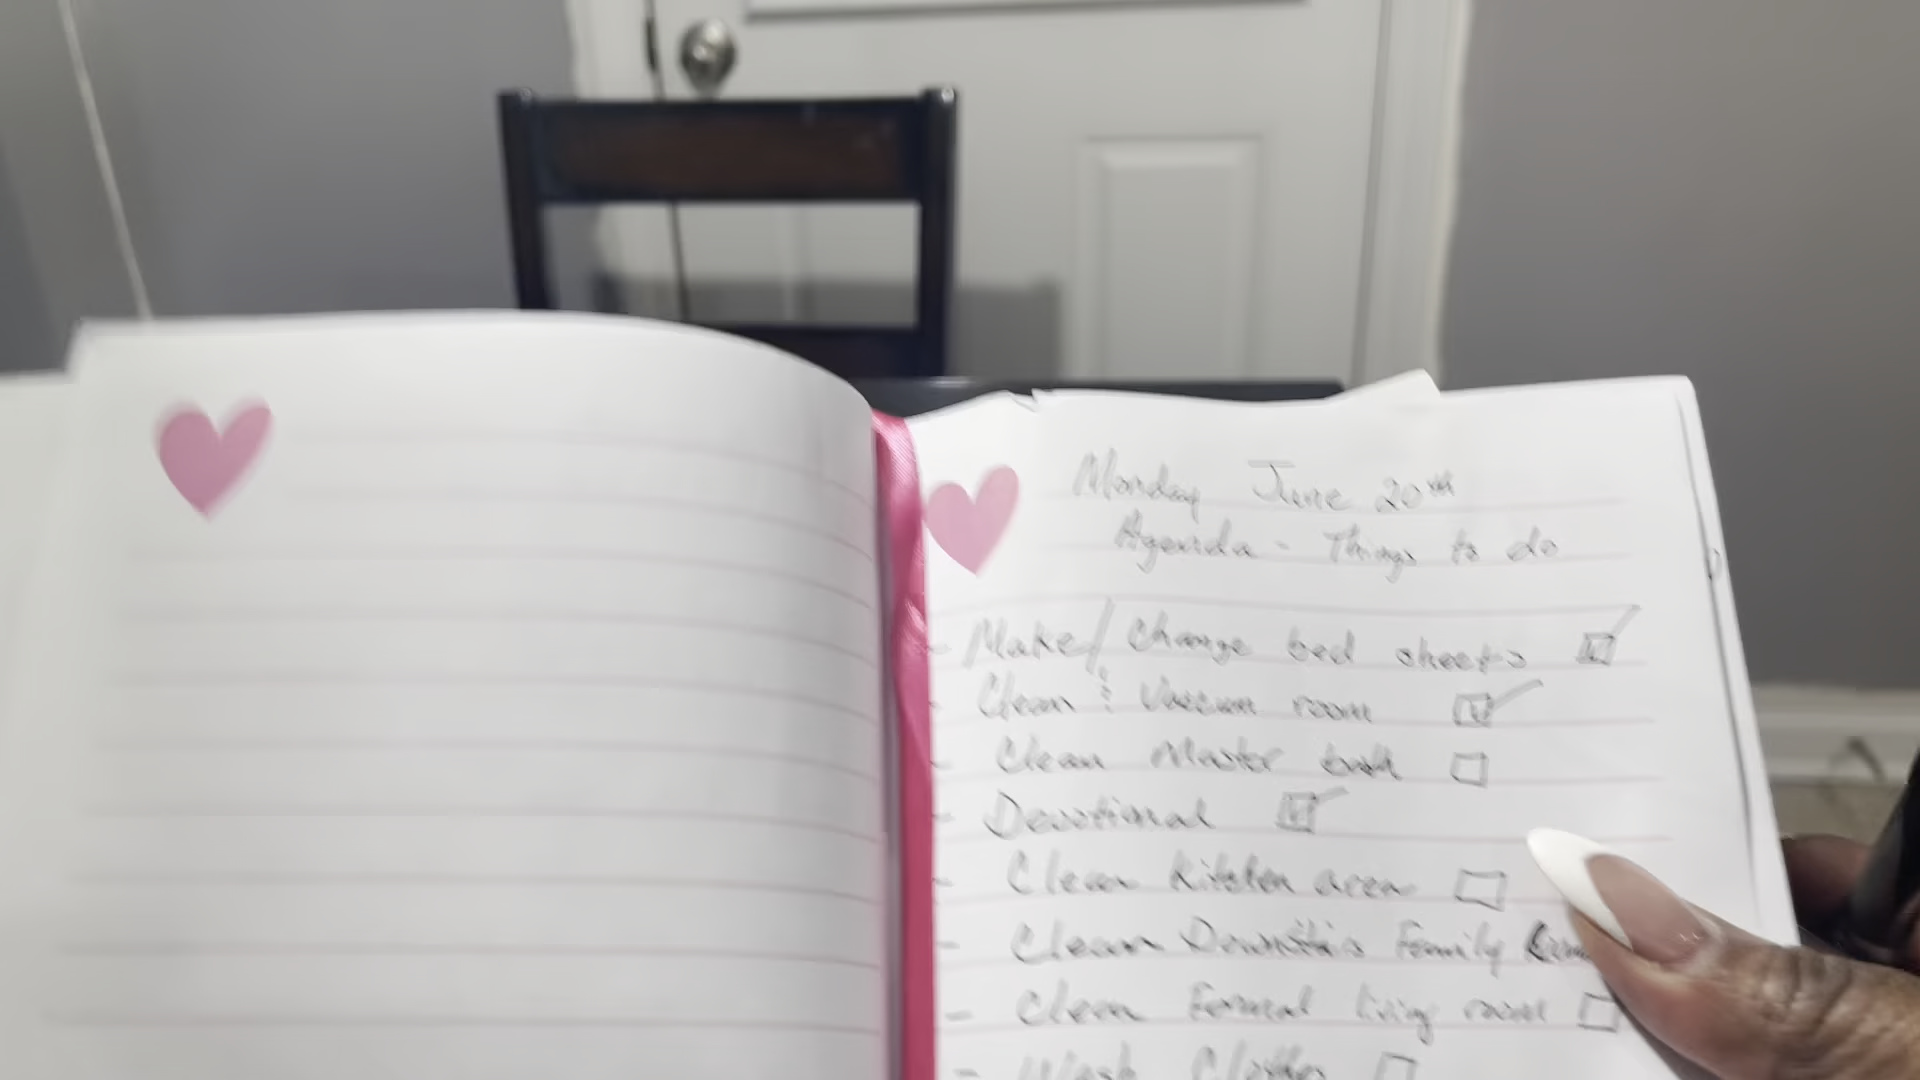 Monday June 20th
Agenda - Things to do
- Make/Change bed sheets ☑
- Clean & Vacuum room ☑
- Clean Master bath ☐
- Devotional ☑
- Clean Kitchen area ☐
- Clean Family
- Clean Formal living room ☐
- Wash Clothes ☐